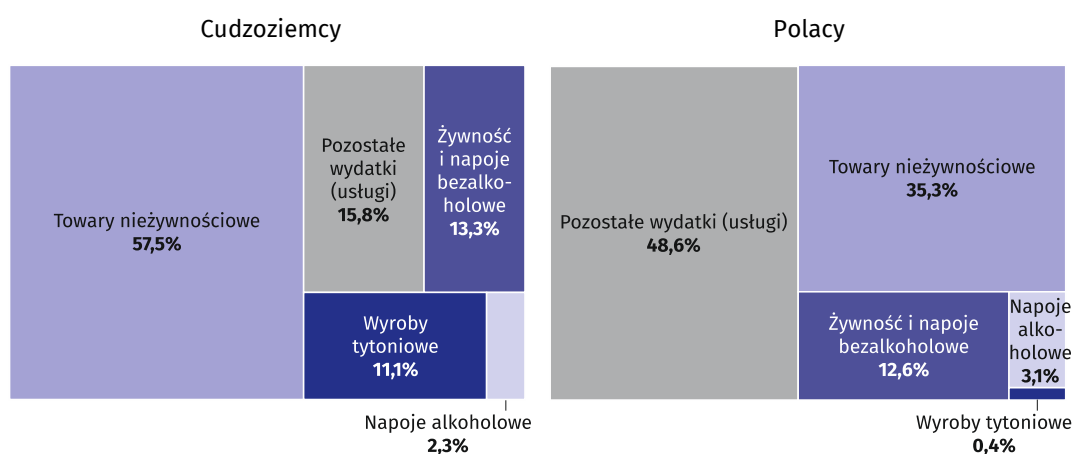 Cudzoziemcy
Towary nieżywnościowe
57,5%
Pozostałe
wydatki
(usługi)
15,8%
Żywność
i napoje
bezalko-
holowe
13,3%
Wyroby
tytoniowe
11,1%
Napoje alkoholowe
2,3%
Polacy
Pozostałe wydatki (usługi)
48,6%
Towary nieżywnościowe
35,3%
Żywność i napoje
bezalkoholowe
12,6%
Napoje
alko-
holowe
3,1%
Wyroby tytoniowe
0,4%